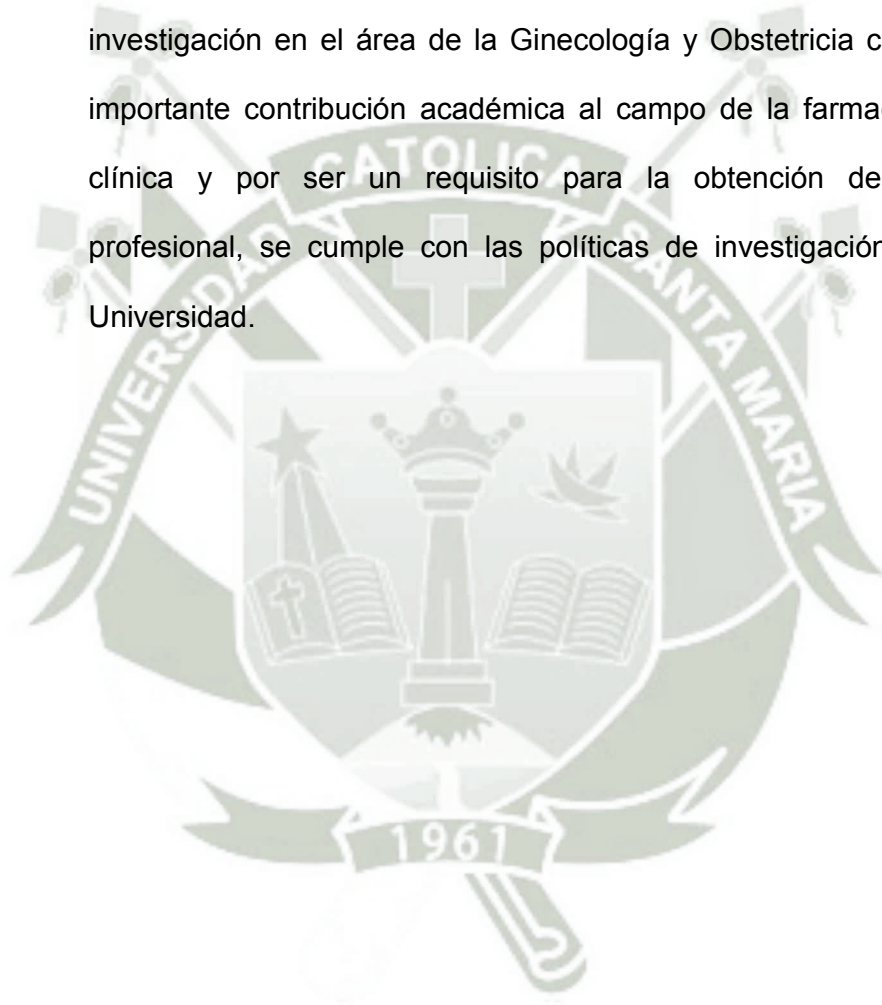 investigación en el área de la Ginecología y Obstetricia c
importante contribución académica al campo de la farma
clínica y por ser un requisito para la obtención de
profesional, se cumple con las políticas de investigación
Universidad.
UNIVERSIDAD CATOLICA SANTA MARIA
1961